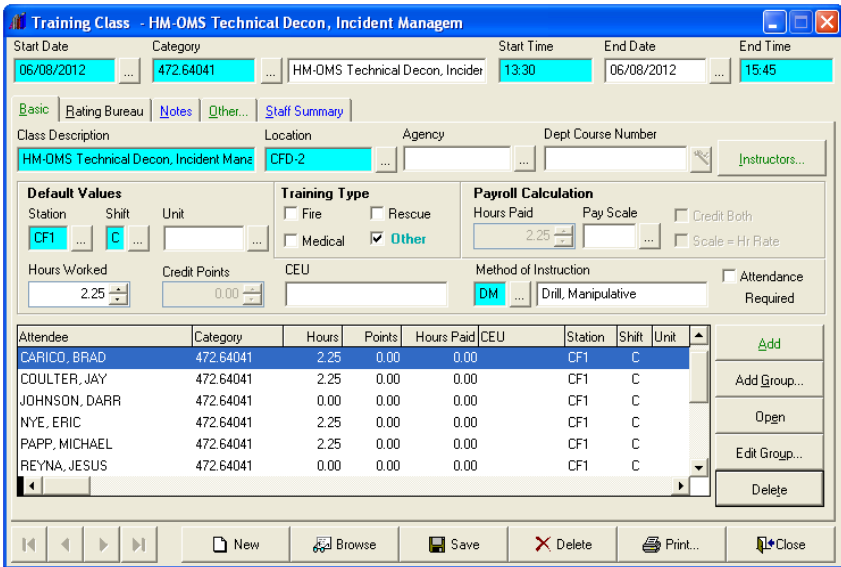 Training Class - HM-OMS Technical Decon, Incident Managem
Start Date Category Start Time End Date End Time
06/08/2012 ... 472.64041 ... HM-OMS Technical Decon, Incider 13:30 06/08/2012 ... 15:45
Basic Rating Bureau Notes Other... Staff Summary
Class Description Location Agency Dept Course Number
HM-OMS Technical Decon, Incident Mana CFD-2 ... ... Instructors...
Default Values Training Type Payroll Calculation
Station Shift Unit Fire Rescue Hours Paid Pay Scale Credit Both
CF1 ... C ... ... Medical Other 2.25 ... Scale = Hr Rate
Hours Worked Credit Points CEU Method of Instruction Attendance Required
2.25 0.00 DM ... Drill, Manipulative
Attendee Category Hours Points Hours Paid CEU Station Shift Unit
CARICO, BRAD 472.64041 2.25 0.00 0.00 CF1 C
COULTER, JAY 472.64041 2.25 0.00 0.00 CF1 C
JOHNSON, DARR 472.64041 0.00 0.00 0.00 CF1 C
NYE, ERIC 472.64041 2.25 0.00 0.00 CF1 C
PAPP, MICHAEL 472.64041 2.25 0.00 0.00 CF1 C
REYNA, JESUS 472.64041 0.00 0.00 0.00 CF1 C
Add
Add Group...
Open
Edit Group...
Delete
New Browse Save Delete Print... Close